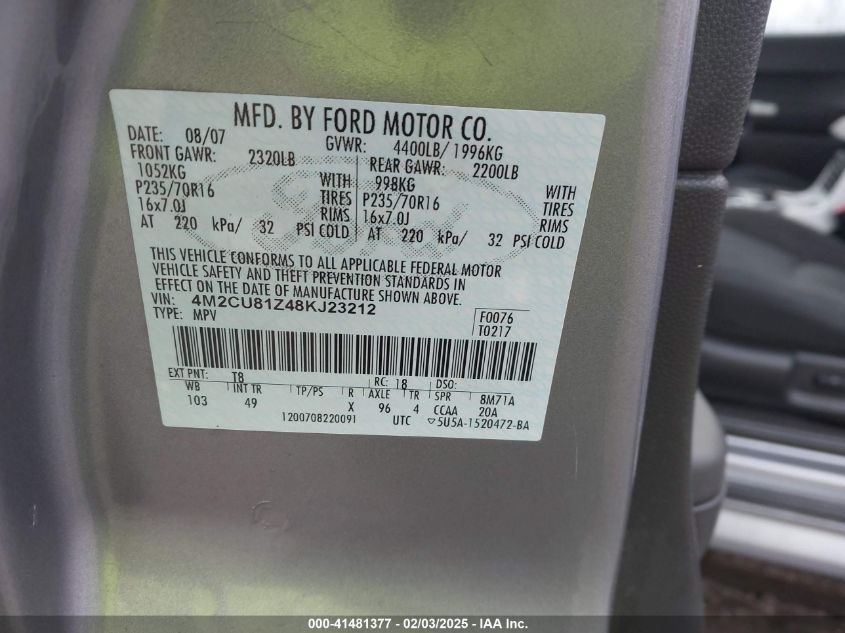 MFD. BY FORD MOTOR CO.
DATE: 08/07 GVWR: 4400LB/ 1996KG
FRONT GAWR: 2320LB REAR GAWR: 2200LB
1052KG WITH 998KG WITH
P235/70R16 TIRES P235/70R16 TIRES
16x7.0J RIMS 16x7.0J RIMS
AT 220 kPa/ 32 PSI COLD AT 220 kPa/ 32 PSI COLD
THIS VEHICLE CONFORMS TO ALL APPLICABLE FEDERAL MOTOR
VEHICLE SAFETY AND THEFT PREVENTION STANDARDS IN
EFFECT ON THE DATE OF MANUFACTURE SHOWN ABOVE.
VIN: 4M2CU81Z48KJ23212
TYPE: MPV
F0076
T0217
EXT PNT: T8 RC: 18 DSO:
WB INT TR TP/PS R AXLE TR SPR 8M71A
103 49 X 96 4 CCAA 20A
1200708220091 UTC ▽5U5A-1520472-BA
Ford
000-41481377 - 02/03/2025 - IAA Inc.